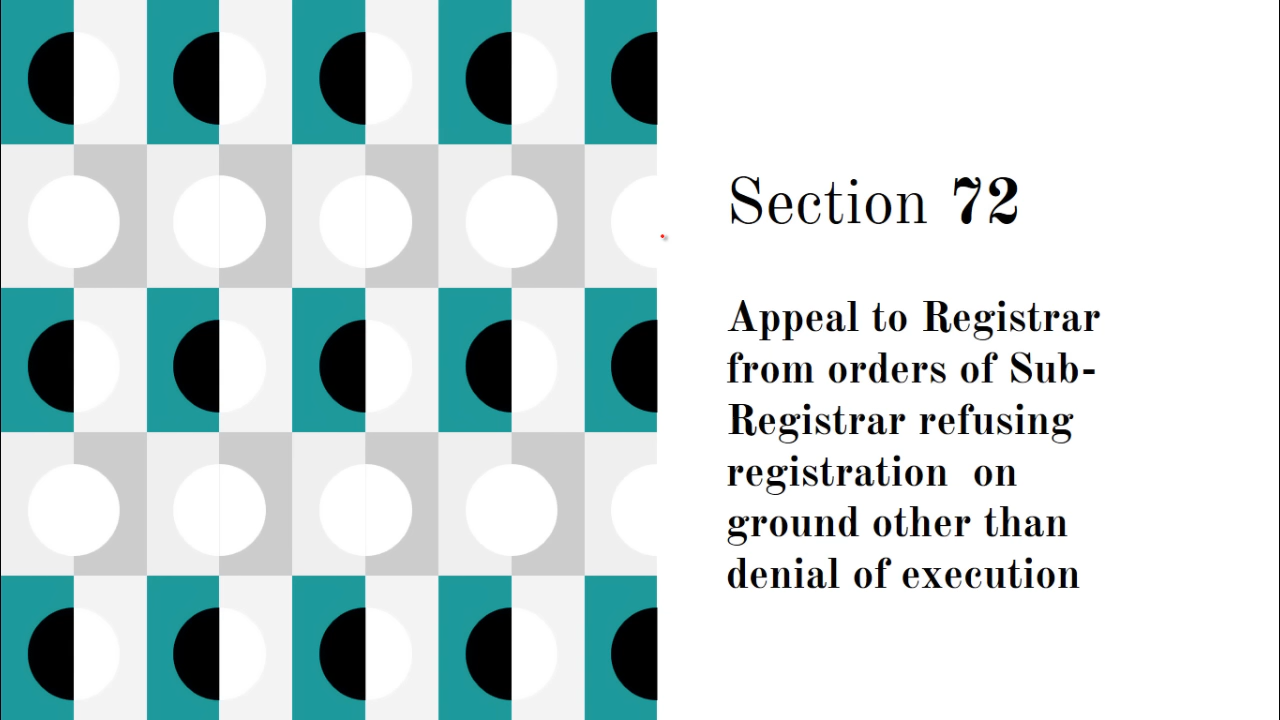 Section 72
Appeal to Registrar
from orders of Sub-
Registrar refusing
registration  on
ground other than
denial of execution